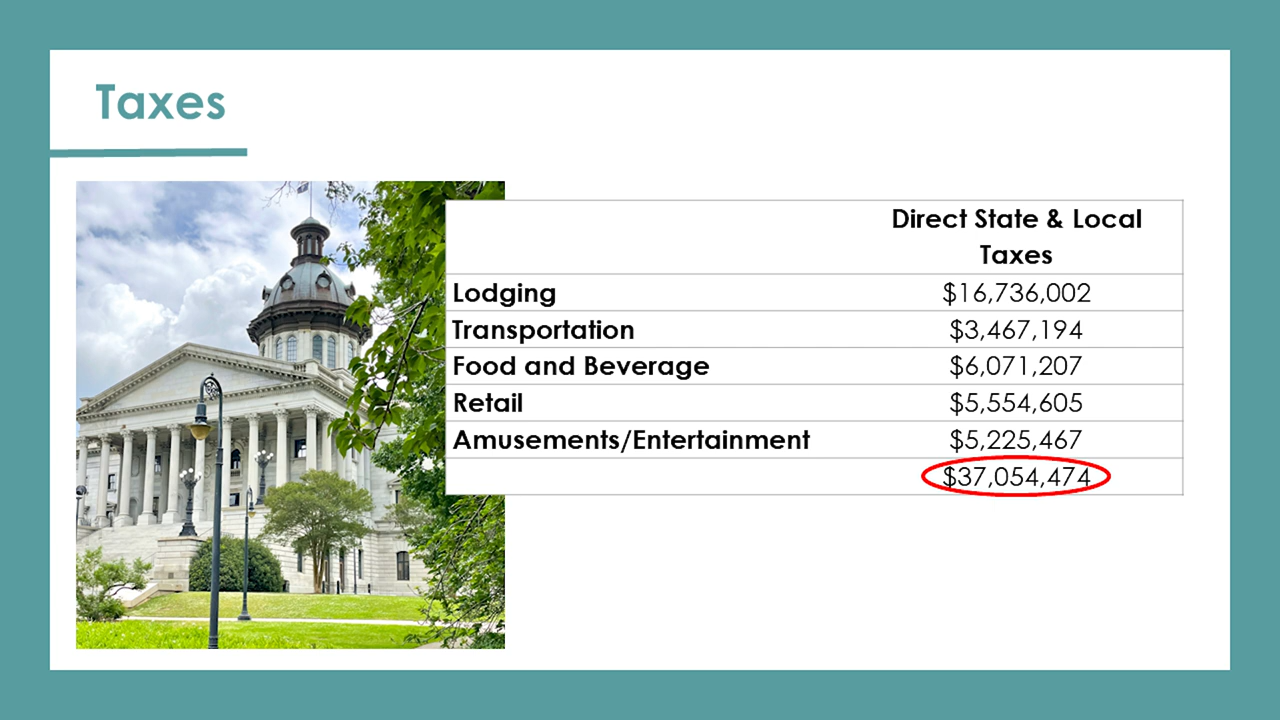 Taxes
Direct State & Local
Taxes
Lodging $16,736,002
Transportation $3,467,194
Food and Beverage $6,071,207
Retail $5,554,605
Amusements/Entertainment $5,225,467
$37,054,474